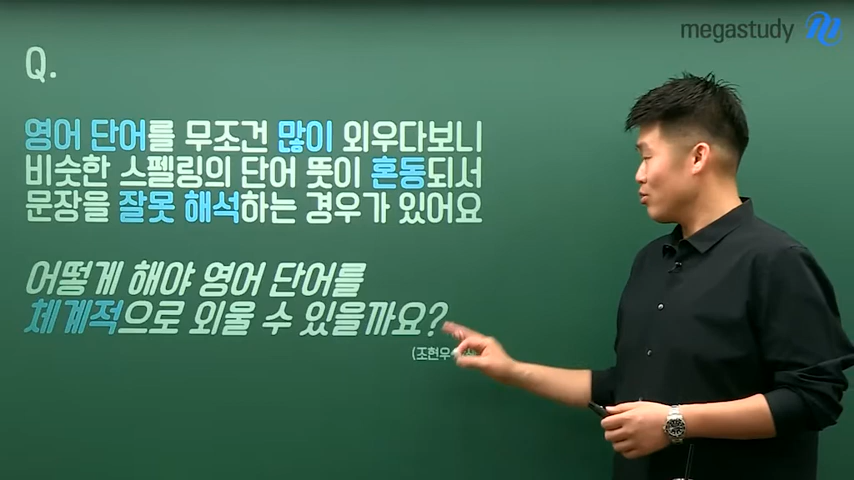 megastudy
Q.
영어 단어를 무조건 많이 외우다보니
비슷한 스펠링의 단어 뜻이 혼동되서
문장을 잘못 해석하는 경우가 있어요
어떻게 해야 영어 단어를
체계적으로 외울 수 있을까요?
(조현우